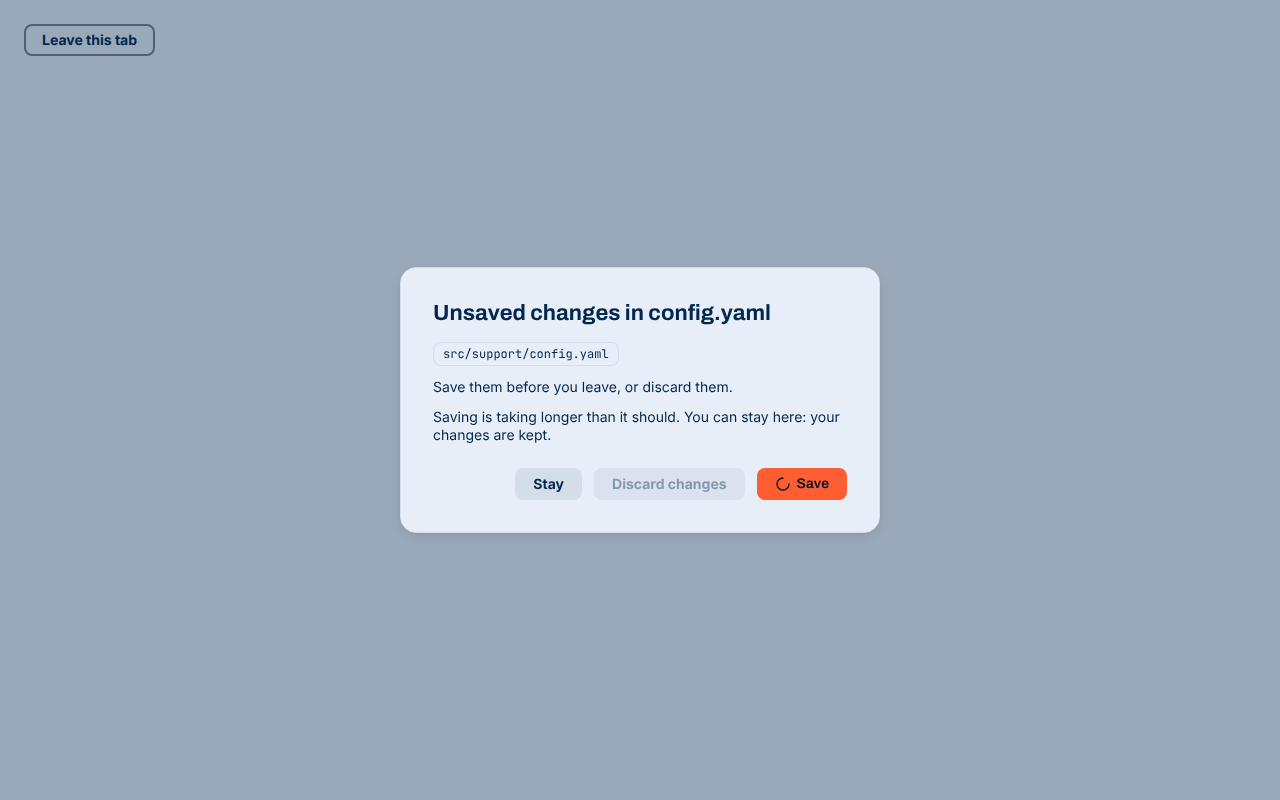 Leave this tab
Unsaved changes in config.yaml
src/support/config.yaml
Save them before you leave, or discard them.
Saving is taking longer than it should. You can stay here: your
changes are kept.
Stay
Discard changes
Save